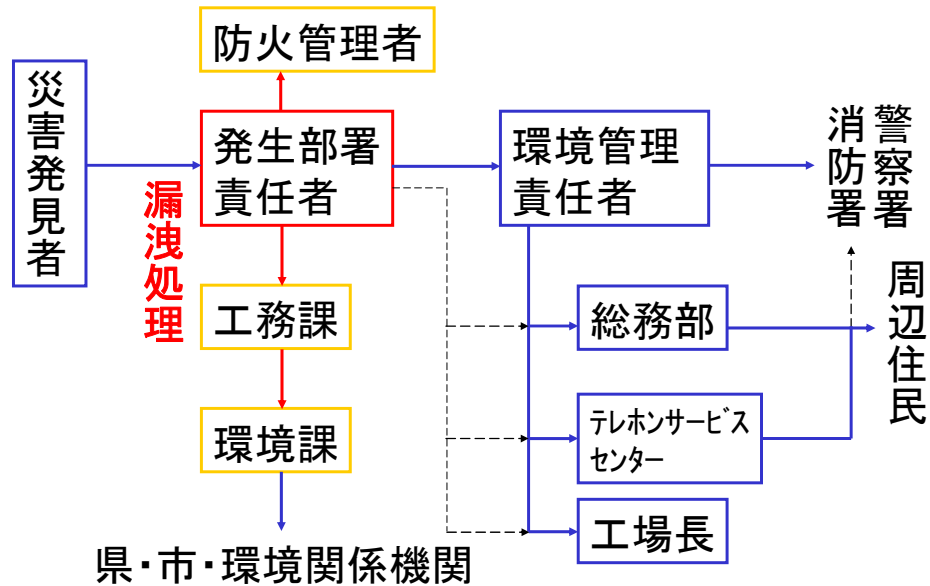 防火管理者
災害発見者
発生部署
責任者
環境管理
責任者
警察署
消防署
漏洩処理
工務課
総務部
周辺住民
環境課
テレホンサービス
センター
工場長
県・市・環境関係機関